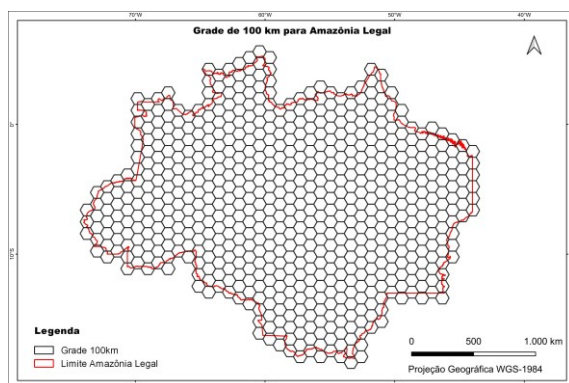 70°W 60°W 50°W 40°W
Grade de 100 km para Amazônia Legal
0°
10°S
Legenda
Grade 100km
Limite Amazônia Legal
0 500 1.000 km
Projeção Geográfica WGS-1984